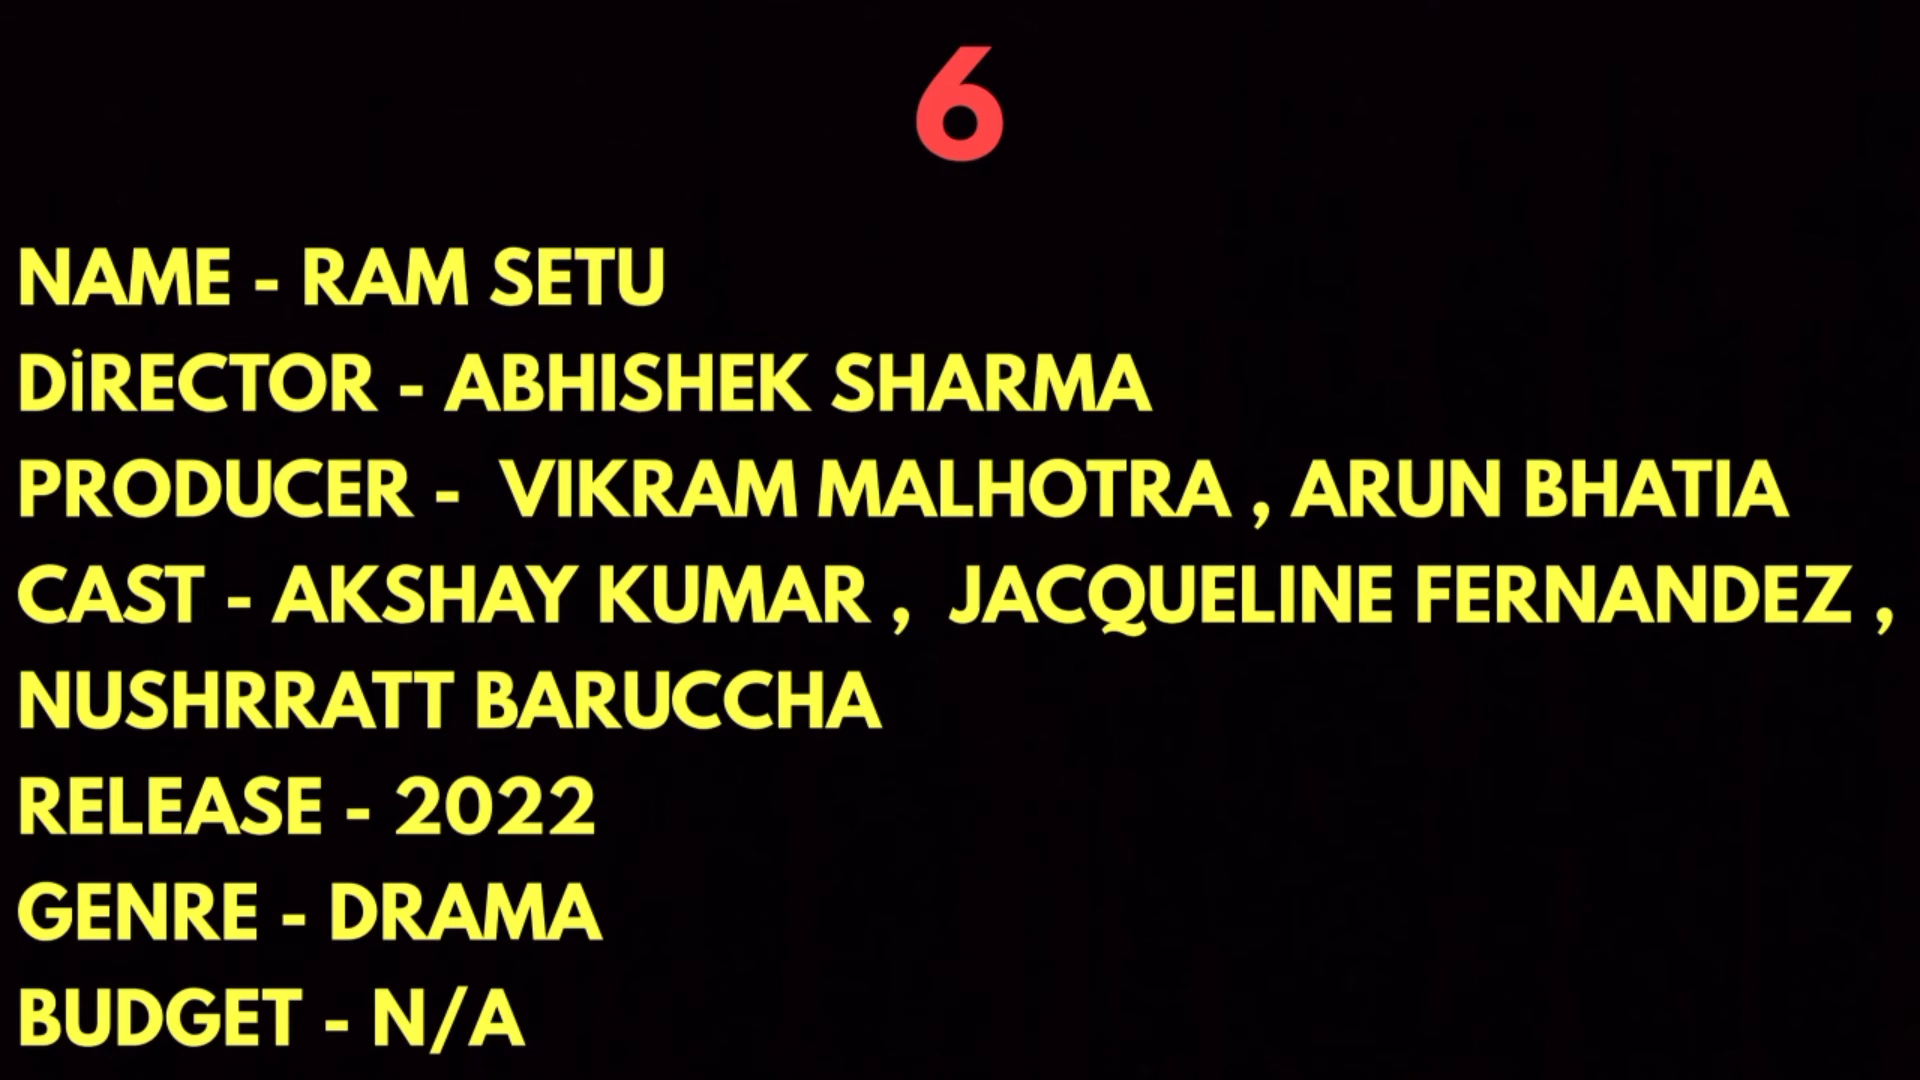 6
NAME - RAM SETU
DiRECTOR - ABHISHEK SHARMA
PRODUCER -  VIKRAM MALHOTRA , ARUN BHATIA
CAST - AKSHAY KUMAR ,  JACQUELINE FERNANDEZ ,
NUSHRRATT BARUCCHA
RELEASE - 2022
GENRE - DRAMA
BUDGET - N/A